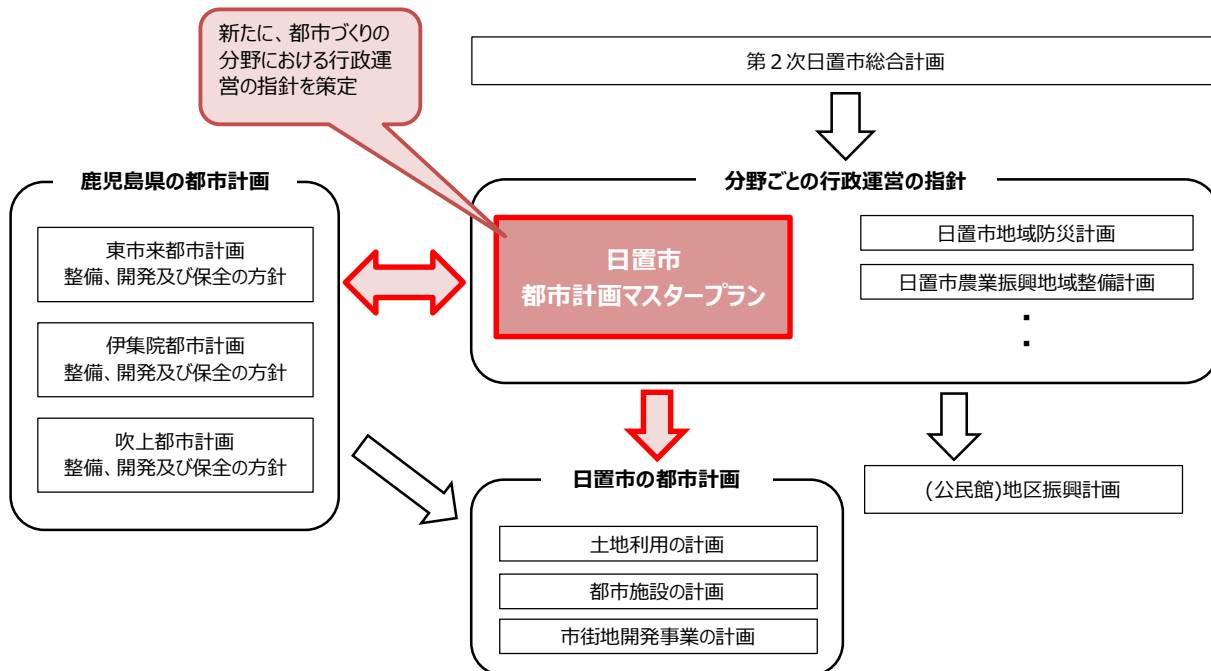 新たに、都市づくりの
分野における行政運
営の指針を策定
第２次日置市総合計画
鹿児島県の都市計画
東市来都市計画
整備、開発及び保全の方針
伊集院都市計画
整備、開発及び保全の方針
吹上都市計画
整備、開発及び保全の方針
分野ごとの行政運営の指針
日置市
都市計画マスタープラン
日置市地域防災計画
日置市農業振興地域整備計画
・
・
日置市の都市計画
土地利用の計画
都市施設の計画
市街地開発事業の計画
(公民館)地区振興計画